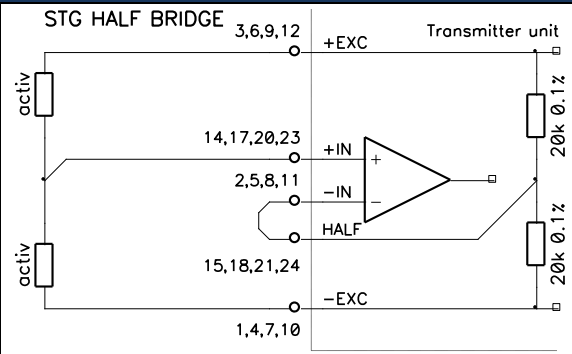 STG HALF BRIDGE
3,6,9,12
+EXC
Transmitter unit
activ
20k 0.1%
14,17,20,23
+IN
+
2,5,8,11
-IN
-
HALF
activ
20k 0.1%
15,18,21,24
-EXC
1,4,7,10